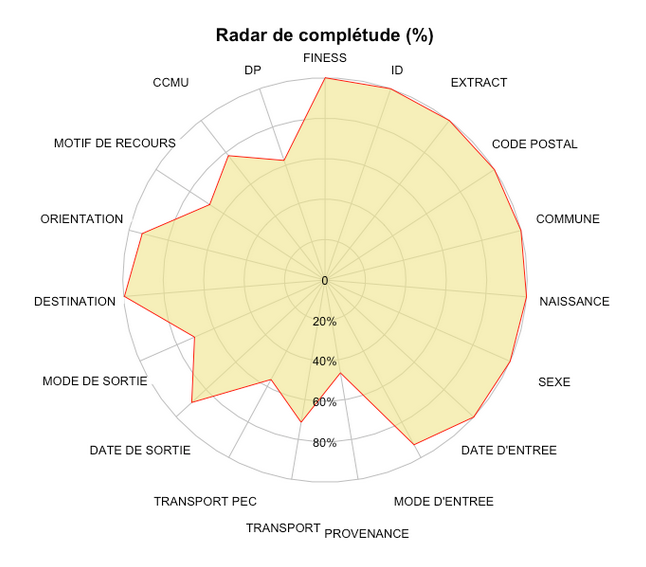 Radar de complétude (%)
FINESS
DP
ID
CCMU
EXTRACT
MOTIF DE RECOURS
CODE POSTAL
ORIENTATION
COMMUNE
0
DESTINATION
NAISSANCE
20%
40%
MODE DE SORTIE
SEXE
60%
80%
DATE DE SORTIE
DATE D'ENTREE
TRANSPORT PEC
MODE D'ENTREE
TRANSPORT
PROVENANCE